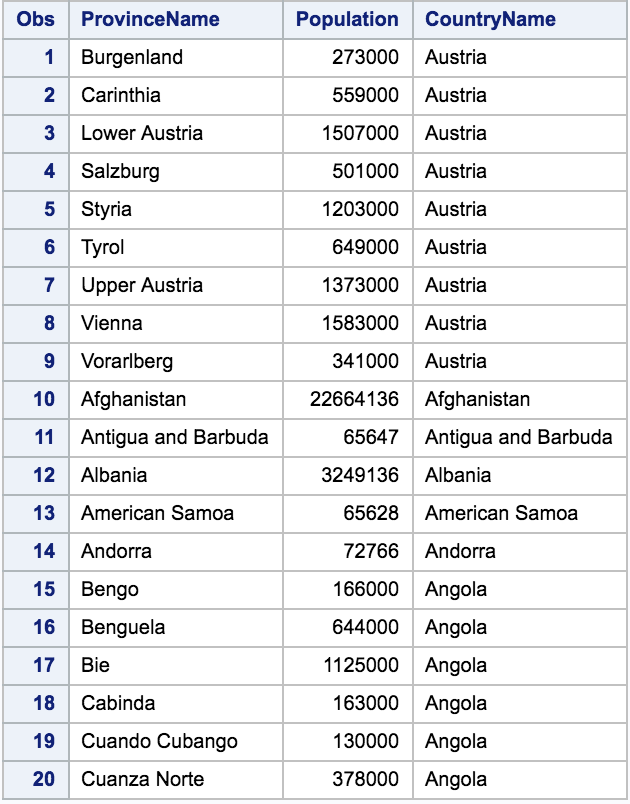 Obs ProvinceName Population CountryName
1 Burgenland 273000 Austria
2 Carinthia 559000 Austria
3 Lower Austria 1507000 Austria
4 Salzburg 501000 Austria
5 Styria 1203000 Austria
6 Tyrol 649000 Austria
7 Upper Austria 1373000 Austria
8 Vienna 1583000 Austria
9 Vorarlberg 341000 Austria
10 Afghanistan 22664136 Afghanistan
11 Antigua and Barbuda 65647 Antigua and Barbuda
12 Albania 3249136 Albania
13 American Samoa 65628 American Samoa
14 Andorra 72766 Andorra
15 Bengo 166000 Angola
16 Benguela 644000 Angola
17 Bie 1125000 Angola
18 Cabinda 163000 Angola
19 Cuando Cubango 130000 Angola
20 Cuanza Norte 378000 Angola